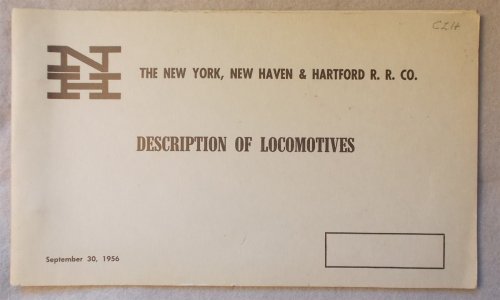 NH
THE NEW YORK, NEW HAVEN & HARTFORD R. R. CO.
DESCRIPTION OF LOCOMOTIVES
September 30, 1956